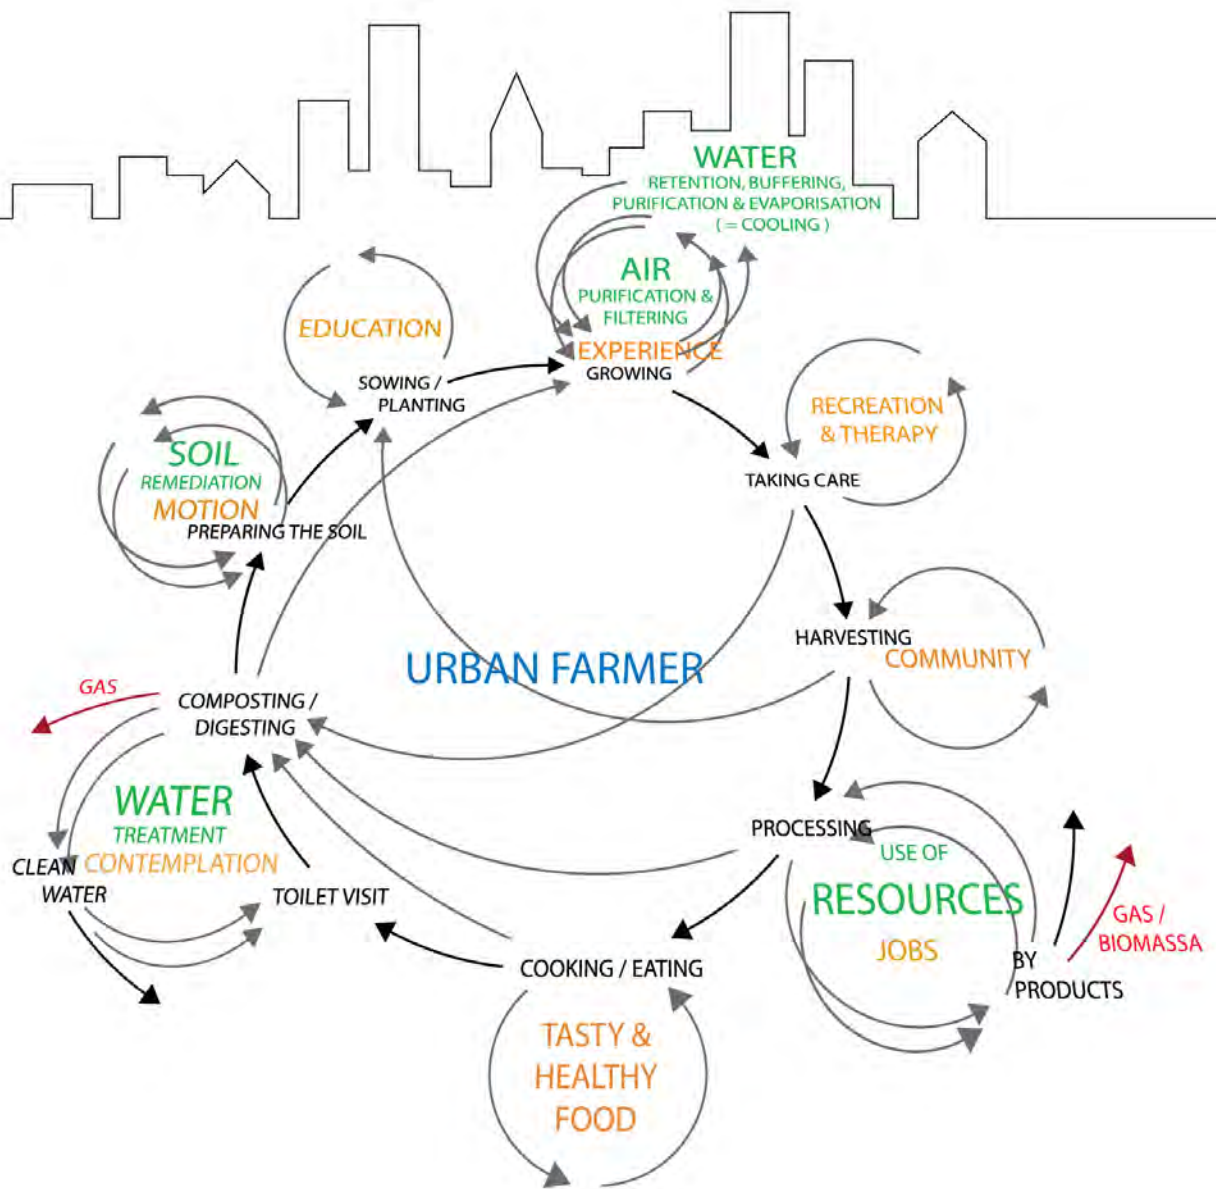 WATER
RETENTION, BUFFERING,
PURIFICATION & EVAPORISATION
( = COOLING )
AIR
PURIFICATION &
FILTERING
EXPERIENCE
GROWING
EDUCATION
SOWING /
PLANTING
RECREATION
& THERAPY
TAKING CARE
SOIL
REMEDIATION
MOTION
PREPARING THE SOIL
HARVESTING
COMMUNITY
URBAN FARMER
GAS
COMPOSTING /
DIGESTING
WATER
TREATMENT
CONTEMPLATION
CLEAN
WATER
TOILET VISIT
PROCESSING
USE OF
RESOURCES
JOBS
GAS /
BIOMASSA
BY
PRODUCTS
COOKING / EATING
TASTY &
HEALTHY
FOOD